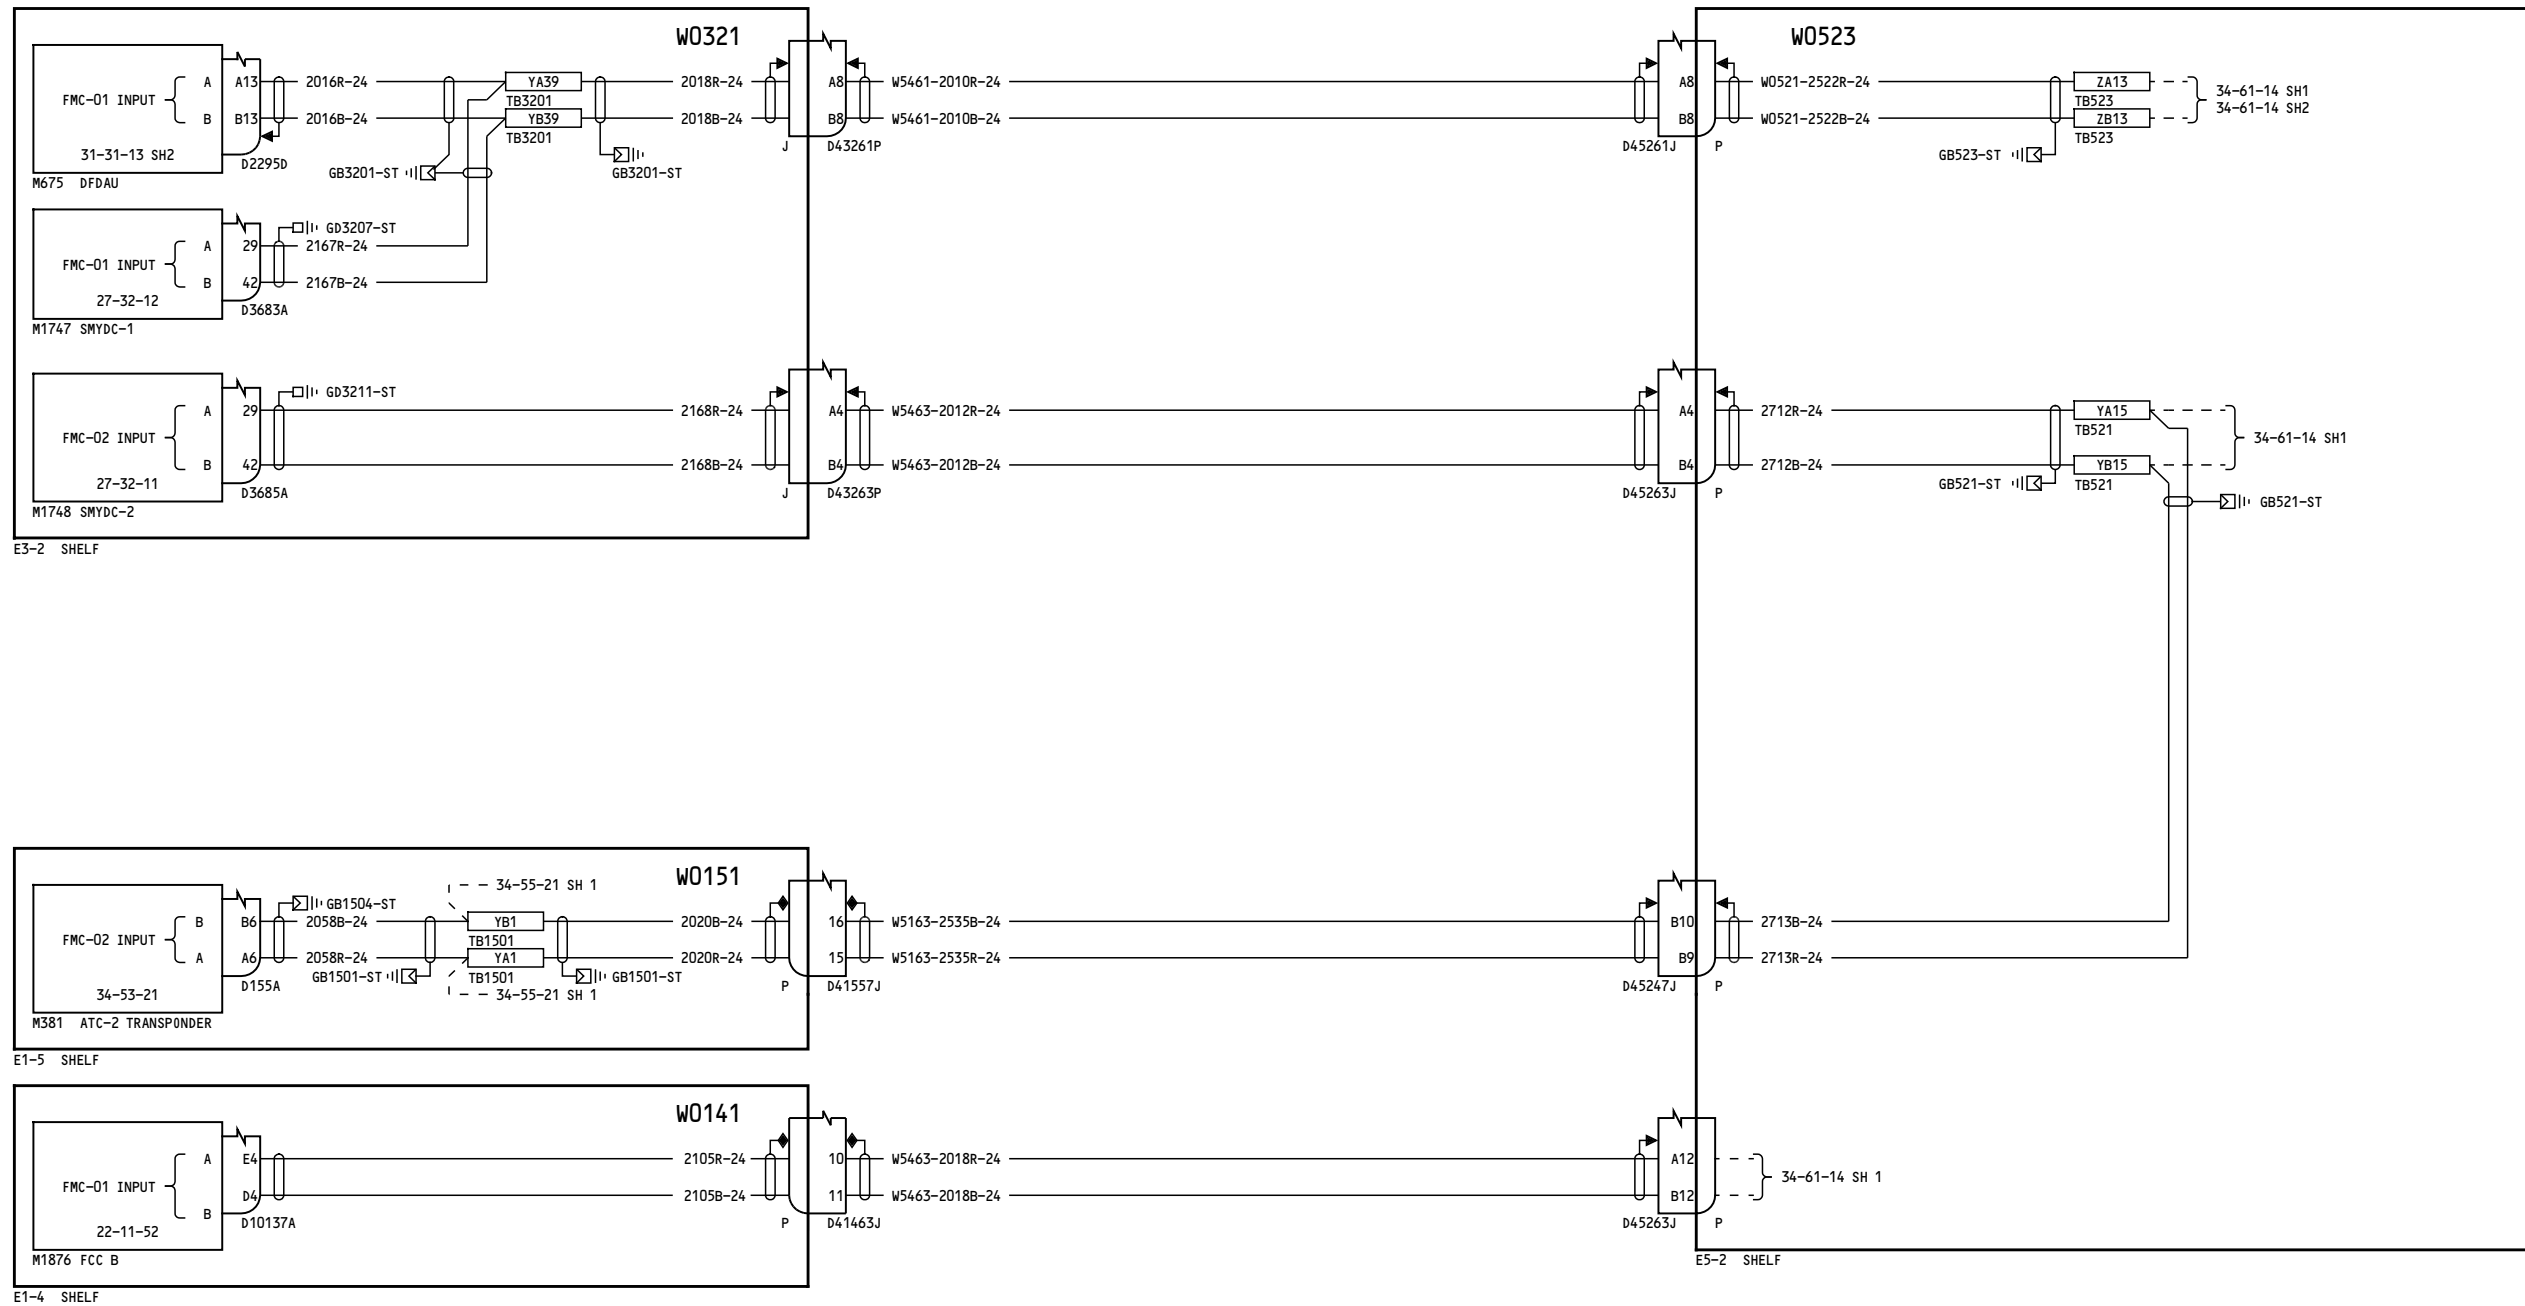 W0321
W0523
A A13 2016R-24 YA39 2018R-24 A8 W5461-2010R-24 A8 W0521-2522R-24 ZA13
TB3201 TB523
FMC-01 INPUT
34-61-14 SH1
34-61-14 SH2
B B13 2016B-24 YB39 2018B-24 B8 W5461-2010B-24 B8 W0521-2522B-24 ZB13
TB3201 TB523
31-31-13 SH2
D2295D
J D43261P D45261J P
GB523-ST
M675 DFDAU
GB3201-ST
GB3201-ST
GD3207-ST
A 29 2167R-24
FMC-01 INPUT
B 42 2167B-24
27-32-12
D3683A
M1747 SMYDC-1
GD3211-ST
A 29 2168R-24 A4 W5463-2012R-24 A4 2712R-24 YA15
TB521
FMC-02 INPUT
34-61-14 SH1
B 42 2168B-24 B4 W5463-2012B-24 B4 2712B-24 YB15
TB521
27-32-11
D3685A
J D43263P D45263J P
GB521-ST
GB521-ST
M1748 SMYDC-2
E3-2 SHELF
W0151
34-55-21 SH 1
GB1504-ST
B B6 2058B-24 YB1 2020B-24 16 W5163-2535B-24 B10 2713B-24
TB1501
FMC-02 INPUT
A A6 2058R-24 YA1 2020R-24 15 W5163-2535R-24 B9 2713R-24
TB1501
GB1501-ST GB1501-ST
34-53-21
D155A
34-55-21 SH 1
P D41557J D45247J P
M381 ATC-2 TRANSPONDER
E1-5 SHELF
W0141
A E4 2105R-24 10 W5463-2018R-24 A12
FMC-01 INPUT
34-61-14 SH 1
B D4 2105B-24 11 W5463-2018B-24 B12
22-11-52
D10137A
P D41463J D45263J P
M1876 FCC B
E5-2 SHELF
E1-4 SHELF